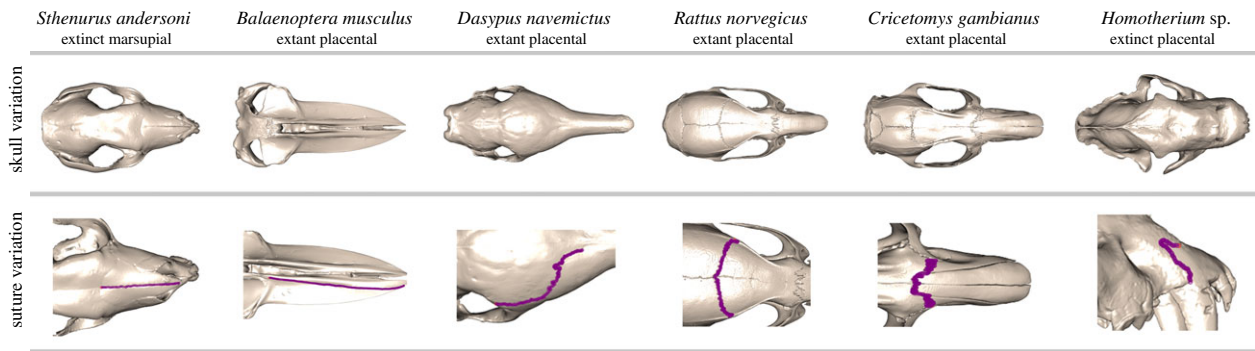 Sthenurus andersoni Balaenoptera musculus Dasypus navemictus Rattus norvegicus Cricetomys gambianus Homotherium sp.
extinct marsupial extant placental extant placental extant placental extant placental extinct placental
skull variation
suture variation